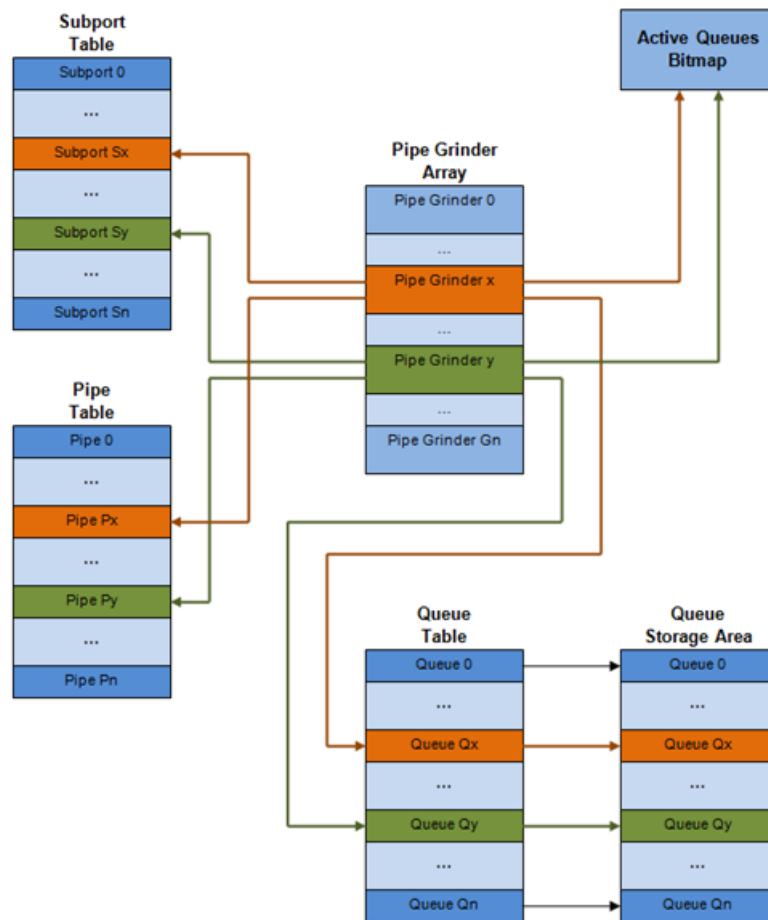 Subport
Table
Subport 0
...
Subport Sx
...
Subport Sy
...
Subport Sn
Active Queues
Bitmap
Pipe Grinder
Array
Pipe Grinder 0
...
Pipe Grinder x
...
Pipe Grinder y
...
Pipe Grinder Gn
Pipe
Table
Pipe 0
...
Pipe Px
...
Pipe Py
...
Pipe Pn
Queue
Table
Queue 0
...
Queue Qx
...
Queue Qy
...
Queue Qn
Queue
Storage Area
Queue 0
...
Queue Qx
...
Queue Qy
...
Queue Qn